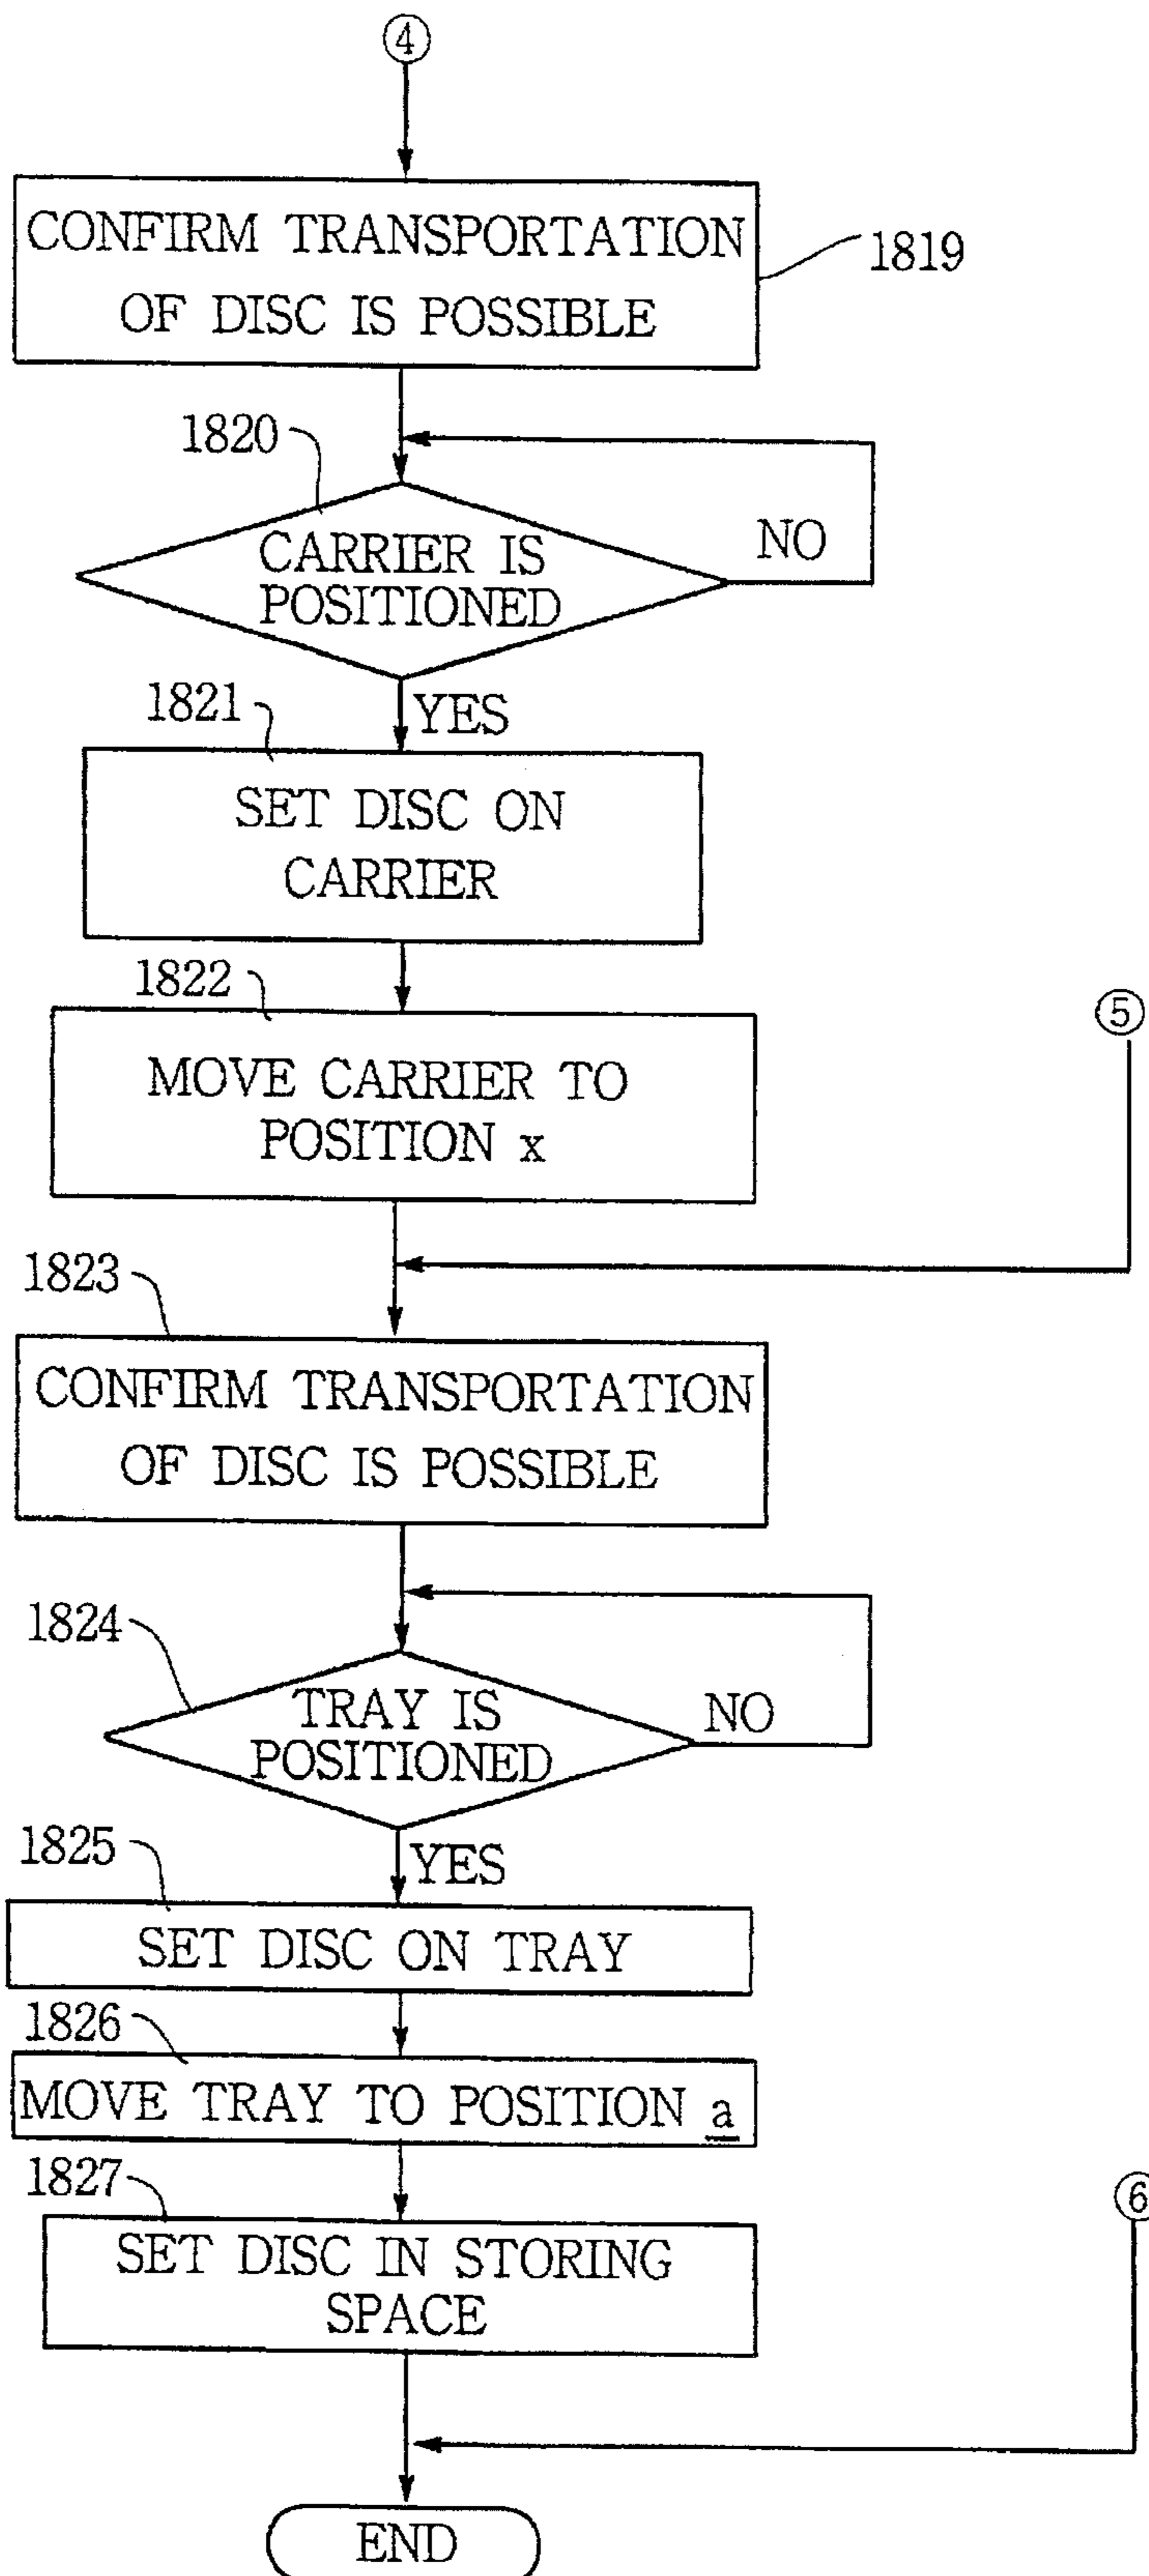 ④
CONFIRM TRANSPORTATION
OF DISC IS POSSIBLE
1819
1820
CARRIER IS
POSITIONED
NO
YES
1821
SET DISC ON
CARRIER
1822
MOVE CARRIER TO
POSITION x
⑤
1823
CONFIRM TRANSPORTATION
OF DISC IS POSSIBLE
1824
TRAY IS
POSITIONED
NO
YES
1825
SET DISC ON TRAY
1826
MOVE TRAY TO POSITION a
1827
SET DISC IN STORING
SPACE
⑥
END